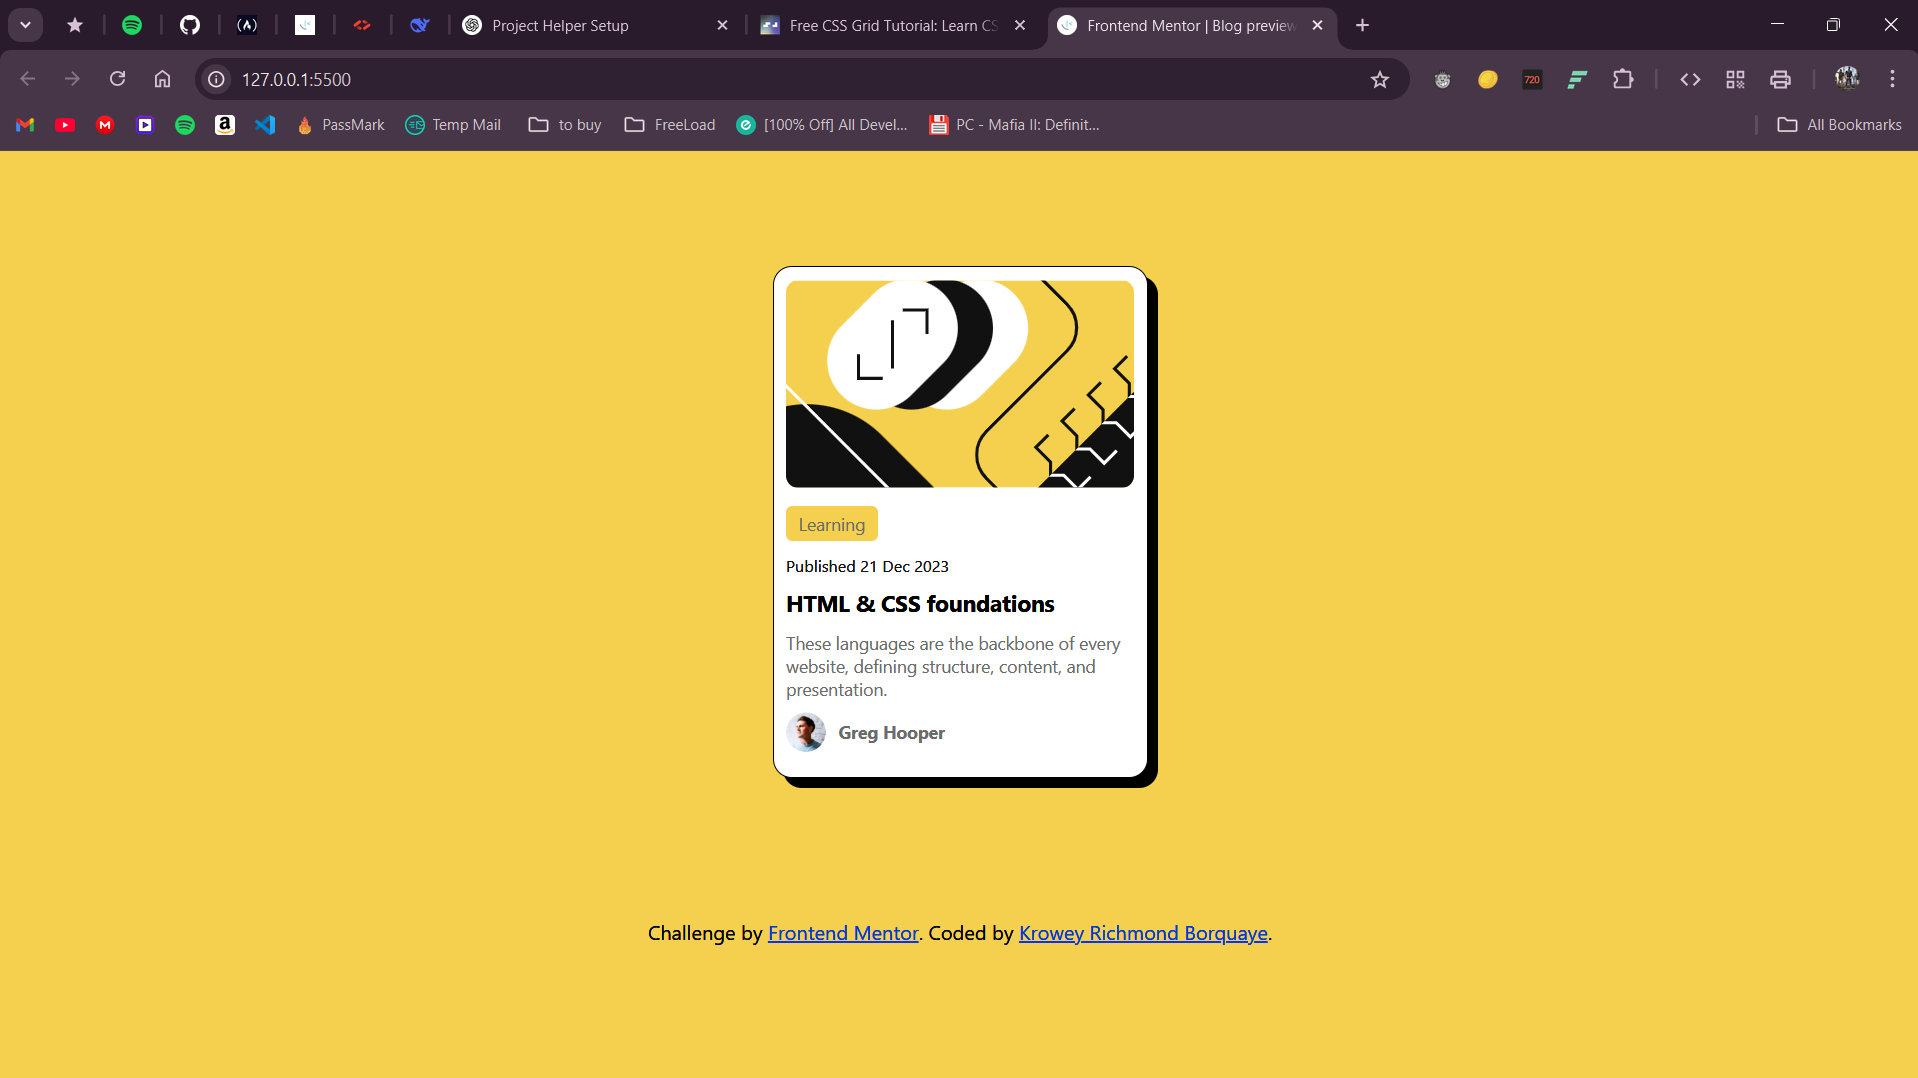 Project Helper Setup
Free CSS Grid Tutorial: Learn CS
Frontend Mentor | Blog preview
127.0.0.1:5500
720
PassMark
Temp Mail
to buy
FreeLoad
[100% Off] All Devel...
PC - Mafia II: Definit...
All Bookmarks
Learning
Published 21 Dec 2023
HTML & CSS foundations
These languages are the backbone of every
website, defining structure, content, and
presentation.
Greg Hooper
Challenge by Frontend Mentor. Coded by Krowey Richmond Borquaye.